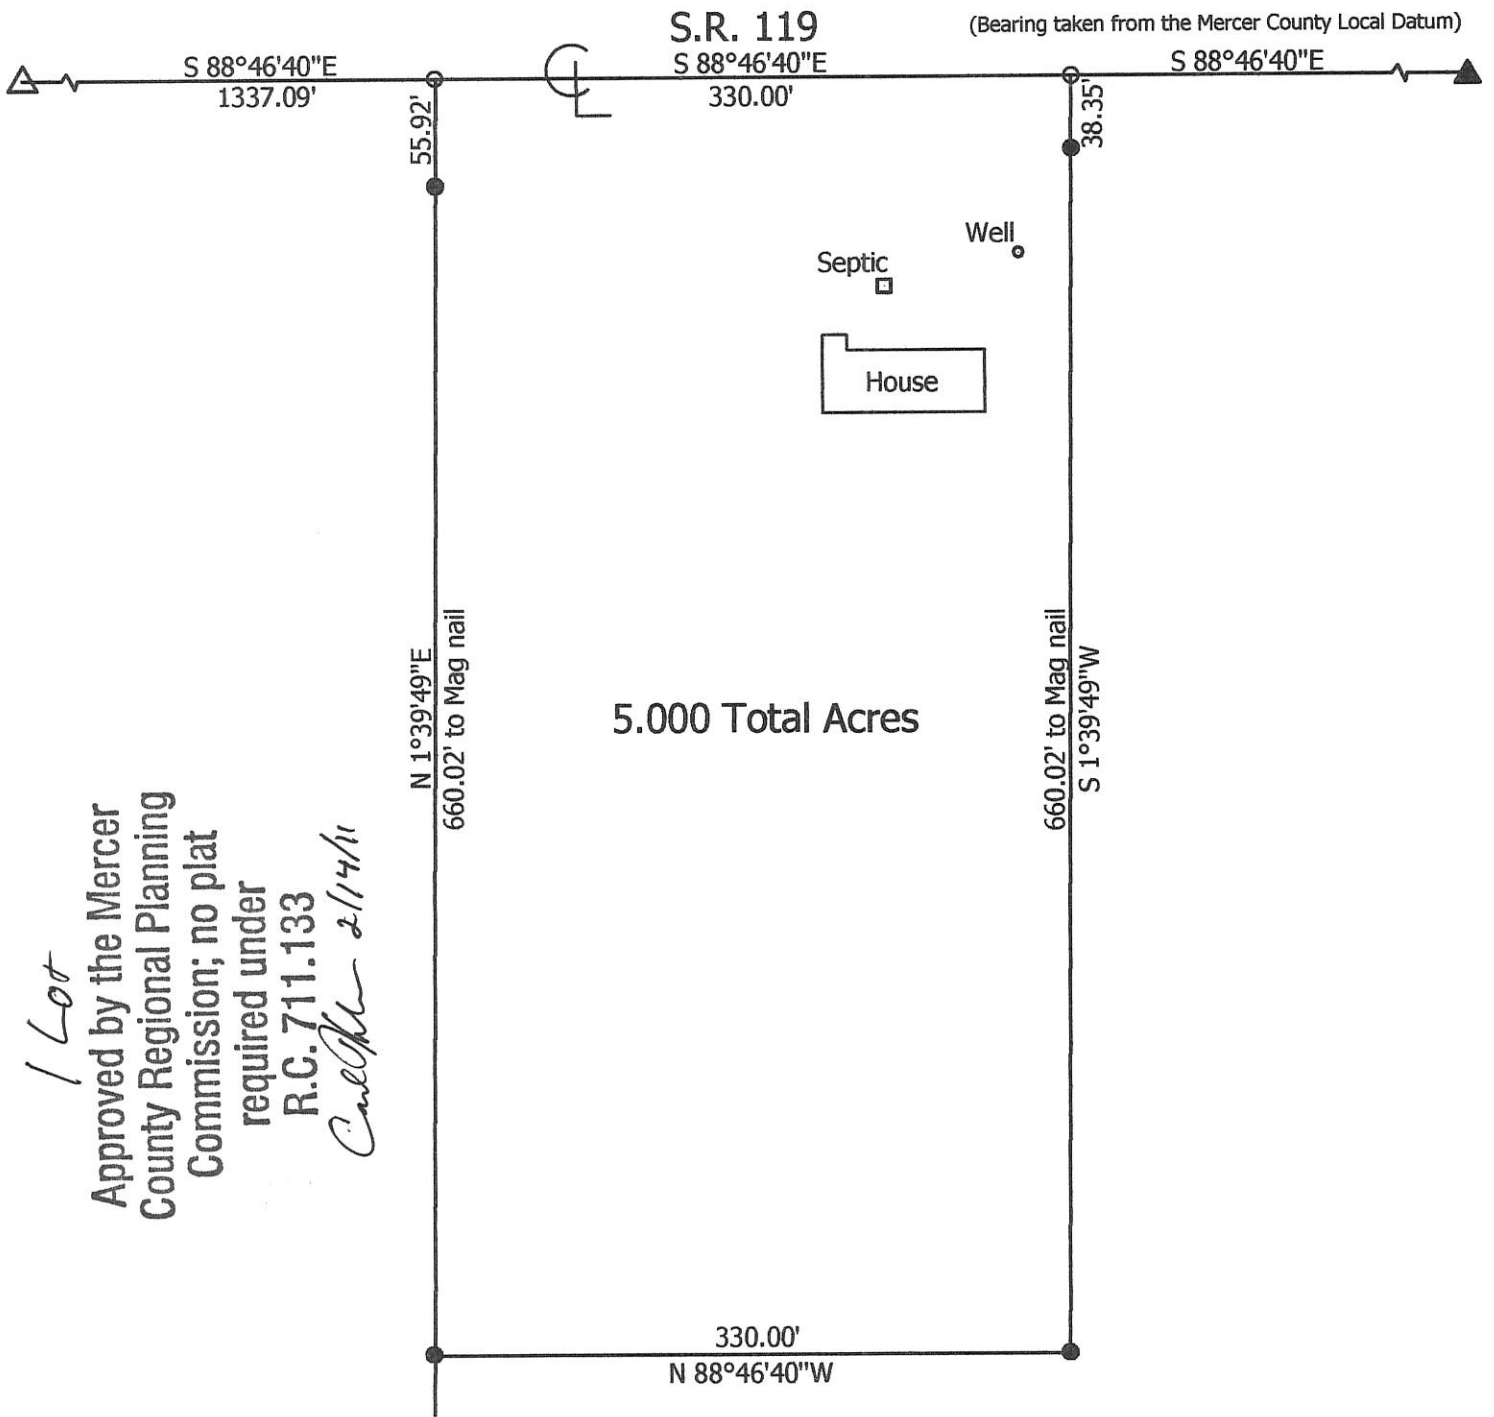 S.R. 119
(Bearing taken from the Mercer County Local Datum)
S 88°46'40"E
1337.09'
S 88°46'40"E
330.00'
S 88°46'40"E
55.92'
38.35'
CL
Well
Septic
House
N 1°39'49"E
660.02' to Mag nail
5.000 Total Acres
660.02' to Mag nail
S 1°39'49"W
1 Lot
Approved by the Mercer
County Regional Planning
Commission; no plat
required under
R.C. 711.133
2/14/11
330.00'
N 88°46'40"W